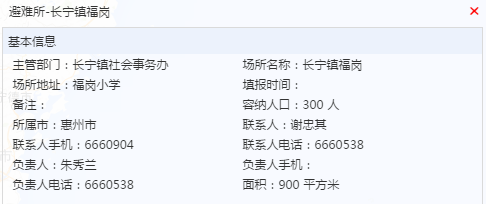 避难所-长宁镇福岗
基本信息
主管部门：长宁镇社会事务办 场所名称：长宁镇福岗
场所地址：福岗小学 填报时间：
备注： 容纳人口：300 人
所属市：惠州市 联系人：谢忠其
联系人手机：6660904 联系人电话：6660538
负责人：朱秀兰 负责人手机：
负责人电话：6660538 面积：900 平方米